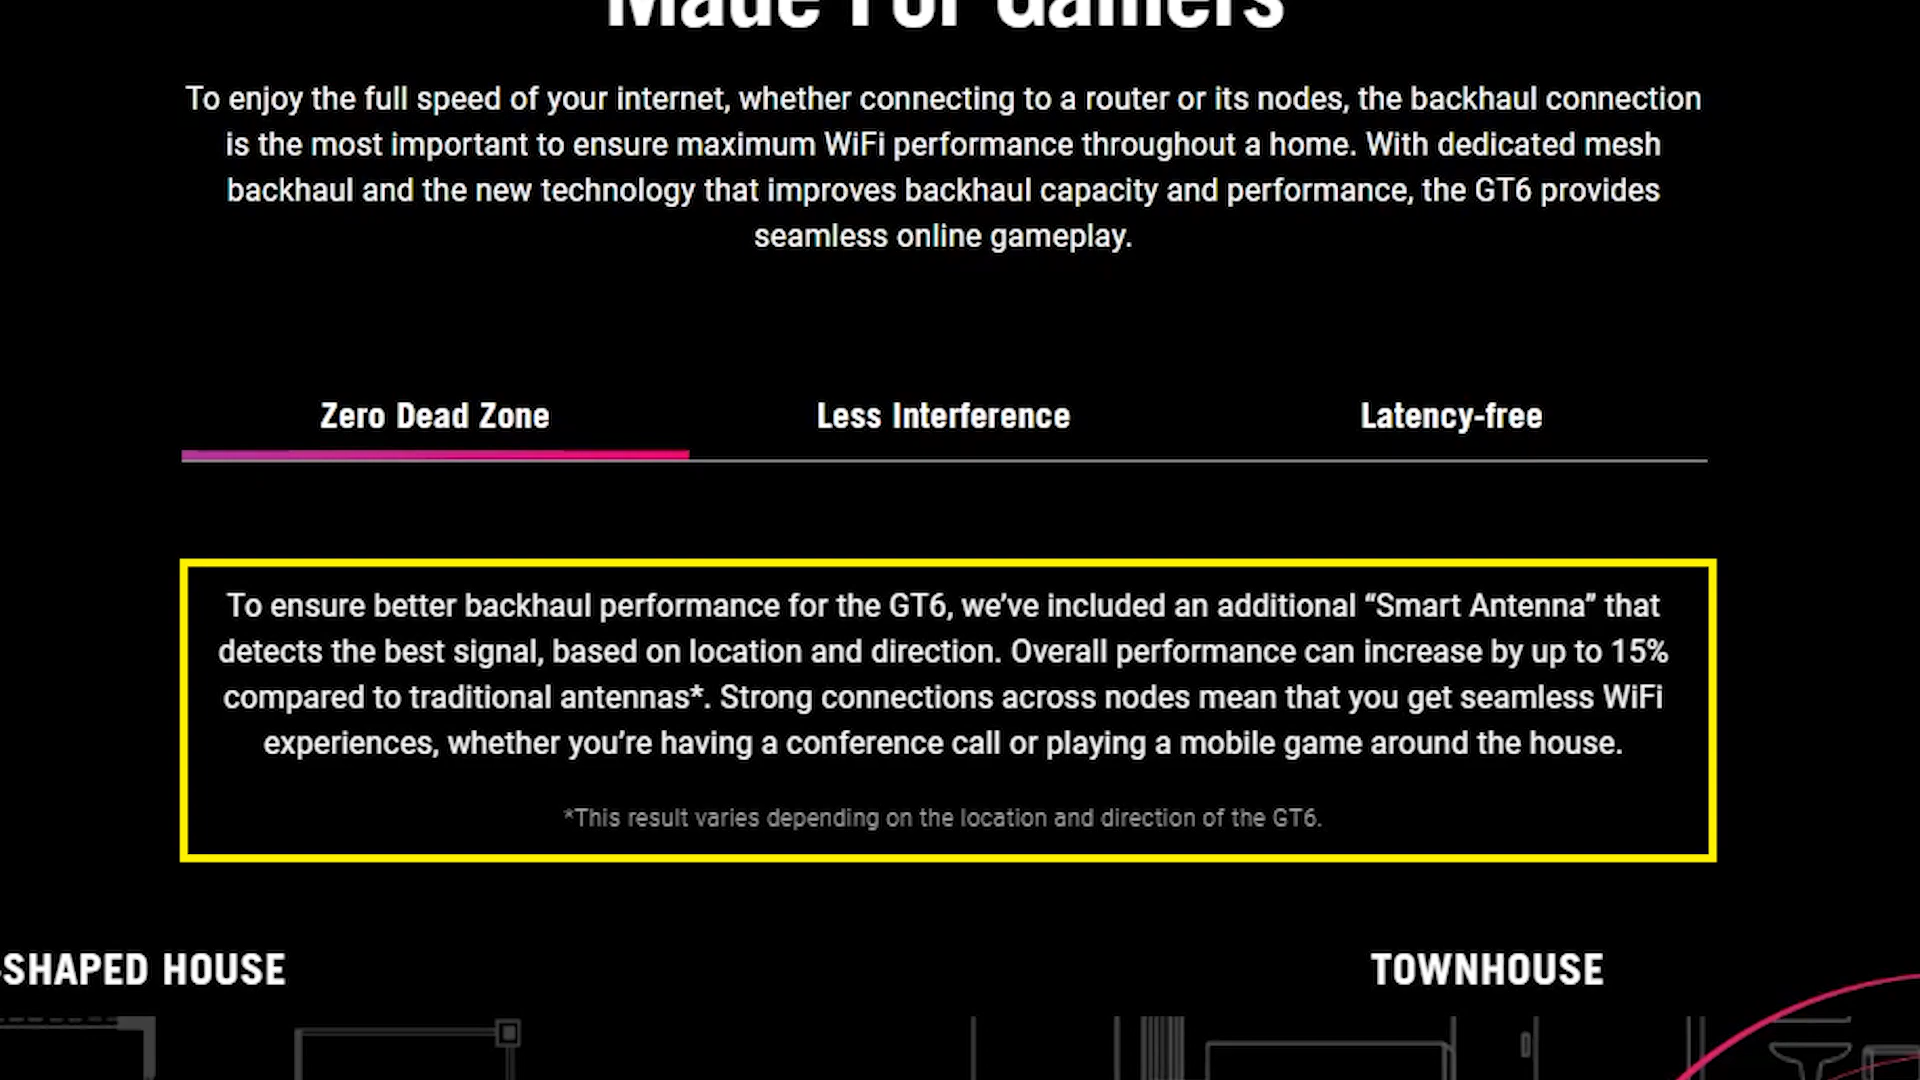 Made For Gamers
To enjoy the full speed of your internet, whether connecting to a router or its nodes, the backhaul connection
is the most important to ensure maximum WiFi performance throughout a home. With dedicated mesh
backhaul and the new technology that improves backhaul capacity and performance, the GT6 provides
seamless online gameplay.
Zero Dead Zone
Less Interference
Latency-free
To ensure better backhaul performance for the GT6, we’ve included an additional “Smart Antenna” that
detects the best signal, based on location and direction. Overall performance can increase by up to 15%
compared to traditional antennas*. Strong connections across nodes mean that you get seamless WiFi
experiences, whether you’re having a conference call or playing a mobile game around the house.
*This result varies depending on the location and direction of the GT6.
-SHAPED HOUSE
TOWNHOUSE